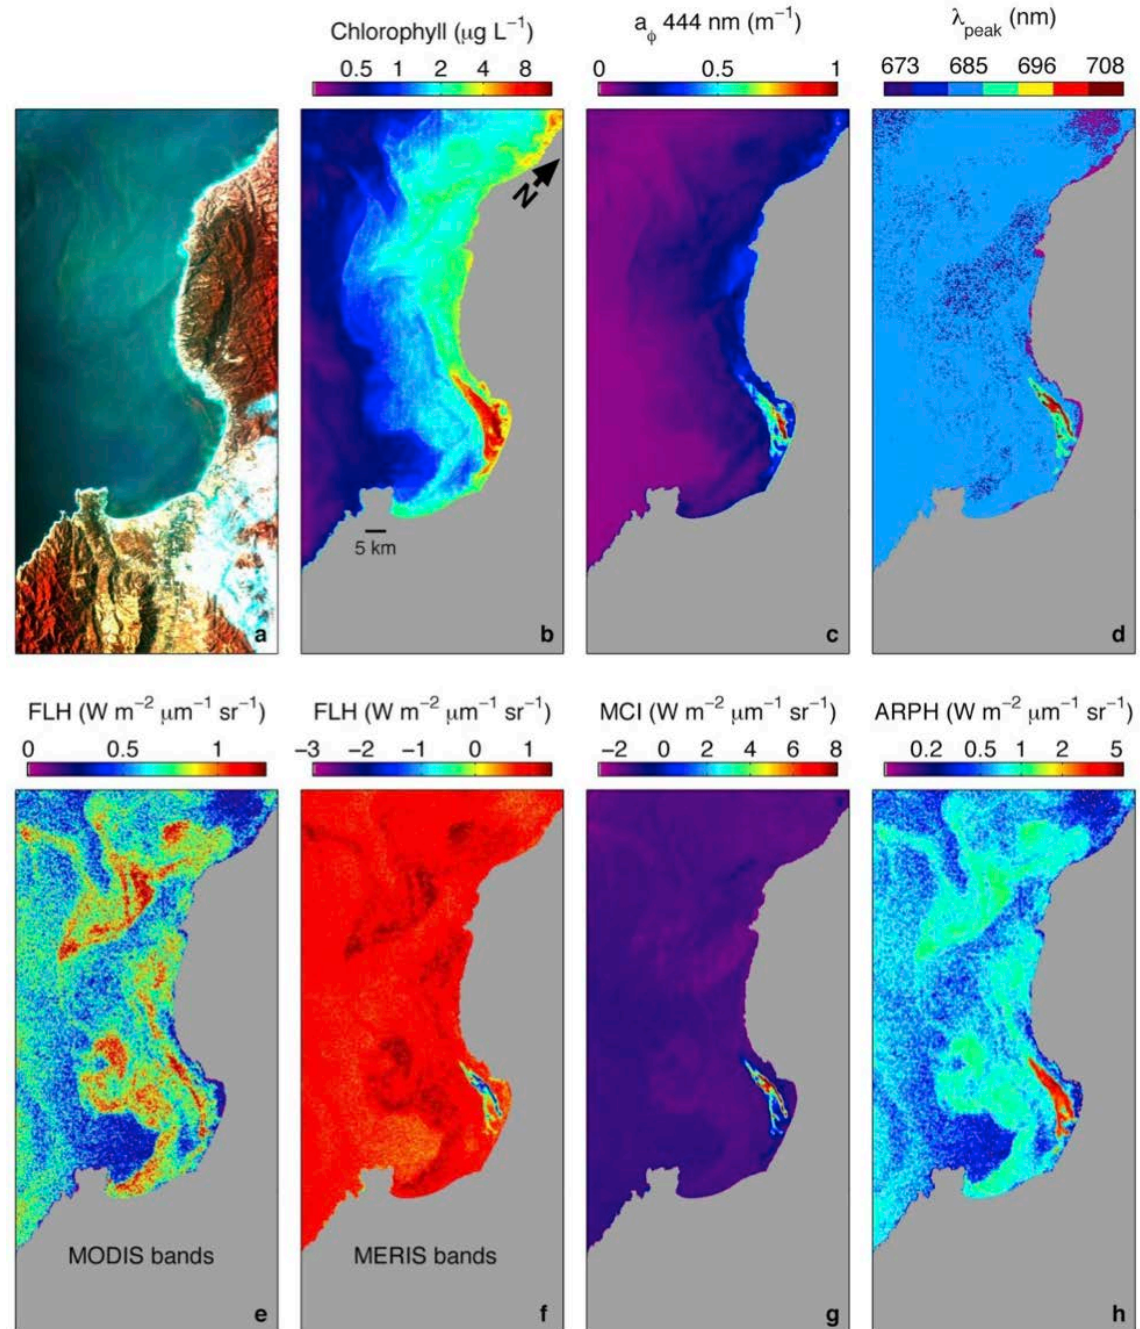 Chlorophyll (μg L⁻¹)
0.5 1 2 4 8
a_ϕ 444 nm (m⁻¹)
0 0.5 1
λ_peak (nm)
673 685 696 708
N
5 km
a
b
c
d
FLH (W m⁻² μm⁻¹ sr⁻¹)
0 0.5 1
FLH (W m⁻² μm⁻¹ sr⁻¹)
−3 −2 −1 0 1
MCI (W m⁻² μm⁻¹ sr⁻¹)
−2 0 2 4 6 8
ARPH (W m⁻² μm⁻¹ sr⁻¹)
0.2 0.5 1 2 5
MODIS bands
MERIS bands
e
f
g
h